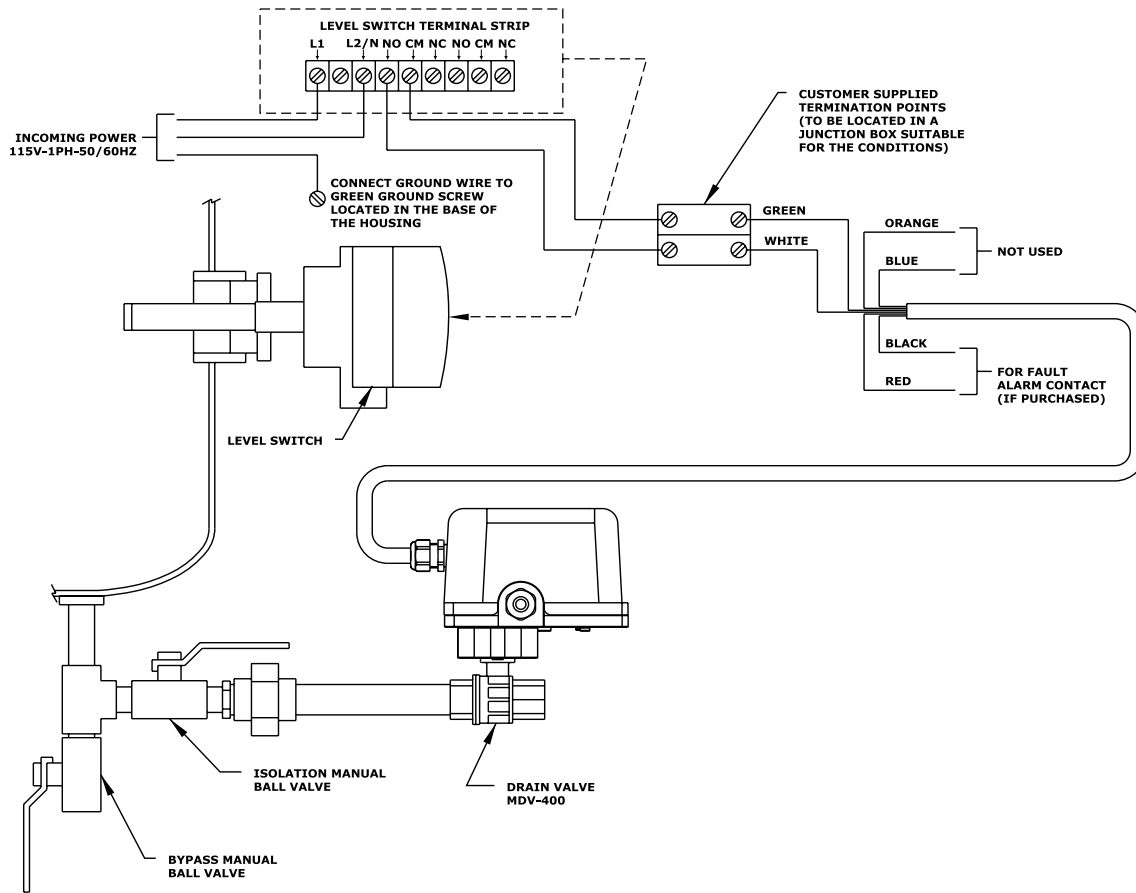 LEVEL SWITCH TERMINAL STRIP
L1 L2/N NO CM NC NO CM NC
INCOMING POWER
115V-1PH-50/60HZ
CONNECT GROUND WIRE TO
GREEN GROUND SCREW
LOCATED IN THE BASE OF
THE HOUSING
CUSTOMER SUPPLIED
TERMINATION POINTS
(TO BE LOCATED IN A
JUNCTION BOX SUITABLE
FOR THE CONDITIONS)
GREEN
WHITE
ORANGE
BLUE
NOT USED
BLACK
RED
FOR FAULT
ALARM CONTACT
(IF PURCHASED)
LEVEL SWITCH
ISOLATION MANUAL
BALL VALVE
DRAIN VALVE
MDV-400
BYPASS MANUAL
BALL VALVE